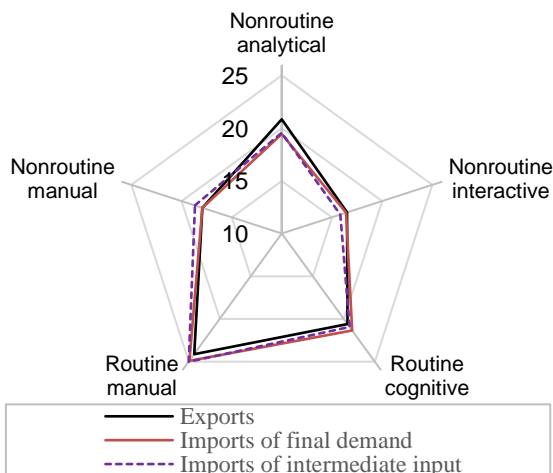 Nonroutine
analytical
25
20
Nonroutine
manual
Nonroutine
interactive
15
10
Routine
manual
Routine
cognitive
Exports
Imports of final demand
Imports of intermediate input